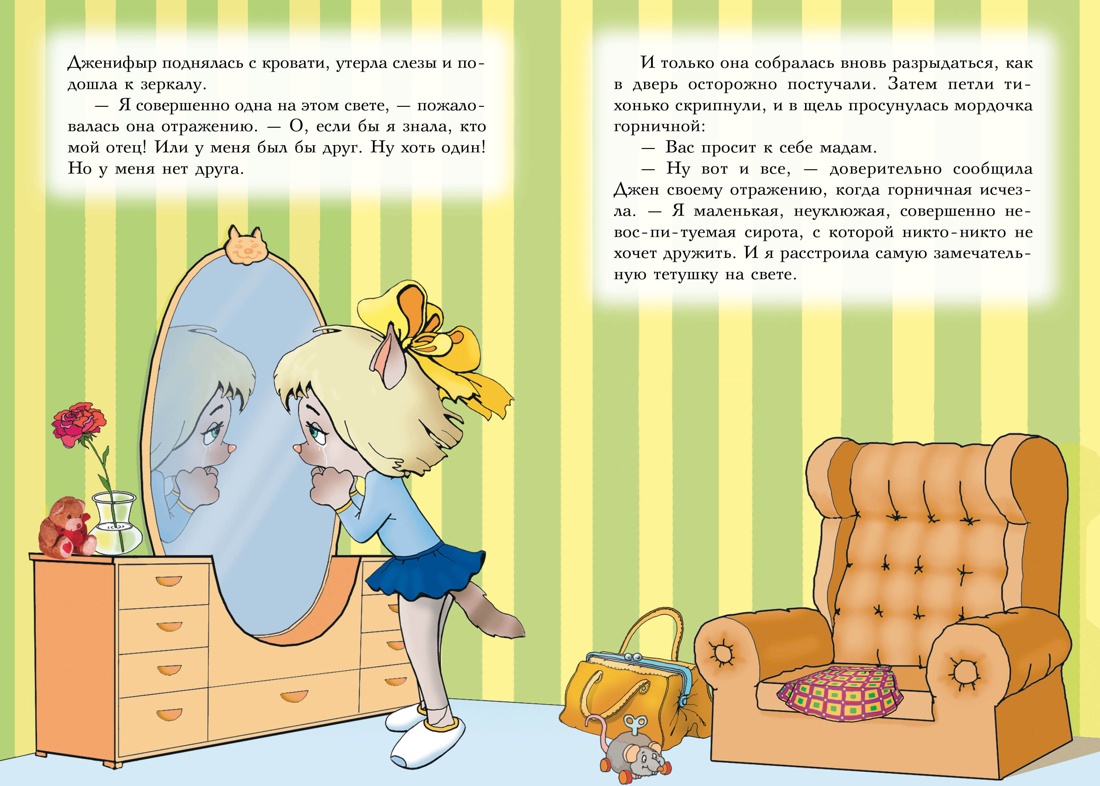 Дженифыр поднялась с кровати, утерла слезы и по-
дошла к зеркалу.
— Я совершенно одна на этом свете, — пожало-
валась она отражению. — О, если бы я знала, кто
мой отец! Или у меня был бы друг. Ну хоть один!
Но у меня нет друга.
И только она собралась вновь разрыдаться, как
в дверь осторожно постучали. Затем петли ти-
хонько скрипнули, и в щель просунулась мордочка
горничной:
— Вас просит к себе мадам.
— Ну вот и все, — доверительно сообщила
Джен своему отражению, когда горничная исчез-
ла. — Я маленькая, неуклюжая, совершенно не-
вос-пи-туемая сирота, с которой никто-никто не
хочет дружить. И я расстроила самую замечатель-
ную тетушку на свете.